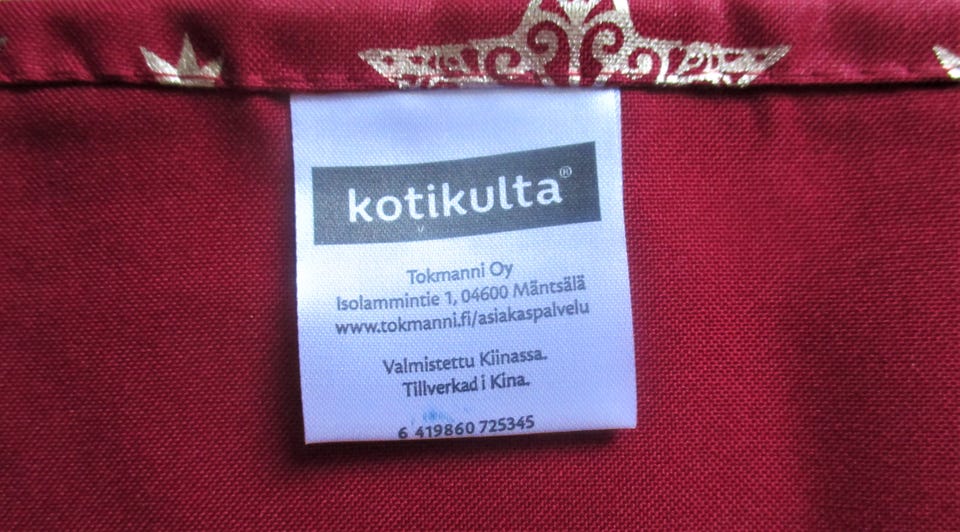 kotikulta®
Tokmanni Oy
Isolammintie 1, 04600 Mäntsälä
www.tokmanni.fi/asiakaspalvelu
Valmistettu Kiinassa.
Tillverkad i Kina.
6 419860 725345